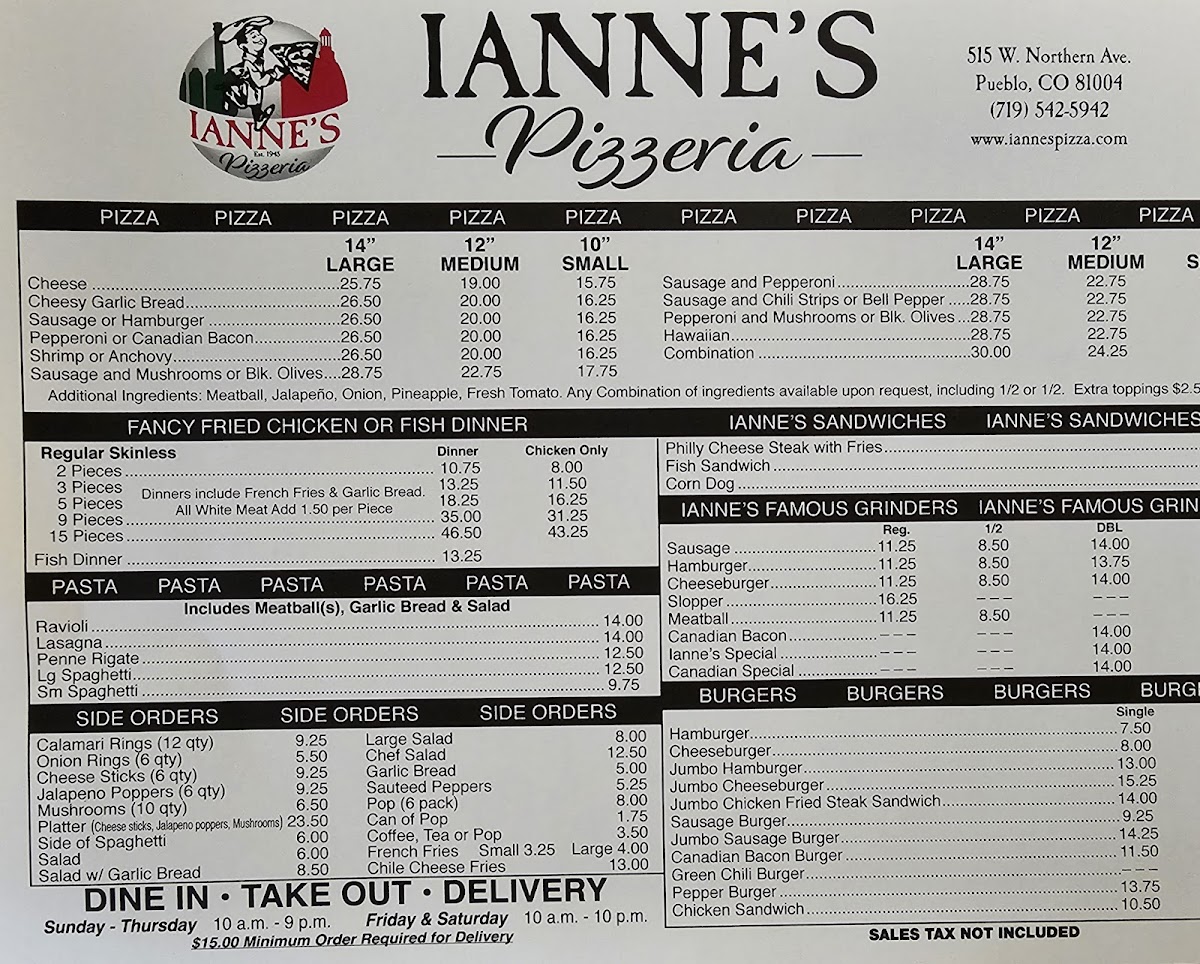 IANNE'S
Est. 1943
Pizzeria
IANNE'S
Pizzeria
515 W. Northern Ave.
Pueblo, CO 81004
(719) 542-5942
www.iannespizza.com
PIZZA PIZZA PIZZA PIZZA PIZZA PIZZA PIZZA PIZZA PIZZA PIZZA
14" 12" 10"
LARGE MEDIUM SMALL
Cheese 25.75 19.00 15.75
Cheesy Garlic Bread 26.50 20.00 16.25
Sausage or Hamburger 26.50 20.00 16.25
Pepperoni or Canadian Bacon 26.50 20.00 16.25
Shrimp or Anchovy 26.50 20.00 16.25
Sausage and Mushrooms or Blk. Olives 28.75 22.75 17.75
14" 12"
LARGE MEDIUM S
Sausage and Pepperoni 28.75 22.75
Sausage and Chili Strips or Bell Pepper 28.75 22.75
Pepperoni and Mushrooms or Blk. Olives 28.75 22.75
Hawaiian 28.75 22.75
Combination 30.00 24.25
Additional Ingredients: Meatball, Jalapeño, Onion, Pineapple, Fresh Tomato. Any Combination of ingredients available upon request, including 1/2 or 1/2. Extra toppings $2.5
FANCY FRIED CHICKEN OR FISH DINNER
Regular Skinless Dinner Chicken Only
2 Pieces 10.75 8.00
3 Pieces 13.25 11.50
Dinners include French Fries & Garlic Bread.
5 Pieces 18.25 16.25
All White Meat Add 1.50 per Piece
9 Pieces 35.00 31.25
15 Pieces 46.50 43.25
Fish Dinner 13.25
PASTA PASTA PASTA PASTA PASTA PASTA
Includes Meatball(s), Garlic Bread & Salad
Ravioli 14.00
Lasagna 14.00
Penne Rigate 12.50
Lg Spaghetti 12.50
Sm Spaghetti 9.75
SIDE ORDERS SIDE ORDERS SIDE ORDERS
Calamari Rings (12 qty) 9.25
Onion Rings (6 qty) 5.50
Cheese Sticks (6 qty) 9.25
Jalapeno Poppers (6 qty) 9.25
Mushrooms (10 qty) 6.50
Platter (Cheese sticks, Jalapeno poppers, Mushrooms) 23.50
Side of Spaghetti 6.00
Salad 6.00
Salad w/ Garlic Bread 8.50
Large Salad 8.00
Chef Salad 12.50
Garlic Bread 5.00
Sauteed Peppers 5.25
Pop (6 pack) 8.00
Can of Pop 1.75
Coffee, Tea or Pop 3.50
French Fries Small 3.25 Large 4.00
Chile Cheese Fries 13.00
DINE IN • TAKE OUT • DELIVERY
Sunday - Thursday 10 a.m. - 9 p.m. Friday & Saturday 10 a.m. - 10 p.m.
$15.00 Minimum Order Required for Delivery
IANNE'S SANDWICHES IANNE'S SANDWICHES
Philly Cheese Steak with Fries
Fish Sandwich
Corn Dog
IANNE'S FAMOUS GRINDERS IANNE'S FAMOUS GRIN
Reg. 1/2 DBL
Sausage 11.25 8.50 14.00
Hamburger 11.25 8.50 13.75
Cheeseburger 11.25 8.50 14.00
Slopper 16.25 --- ---
Meatball 11.25 8.50 ---
Canadian Bacon --- --- 14.00
Ianne's Special --- --- 14.00
Canadian Special --- --- 14.00
BURGERS BURGERS BURGERS BURG
Single
Hamburger 7.50
Cheeseburger 8.00
Jumbo Hamburger 13.00
Jumbo Cheeseburger 15.25
Jumbo Chicken Fried Steak Sandwich 14.00
Sausage Burger 9.25
Jumbo Sausage Burger 14.25
Canadian Bacon Burger 11.50
Green Chili Burger ---
Pepper Burger 13.75
Chicken Sandwich 10.50
SALES TAX NOT INCLUDED